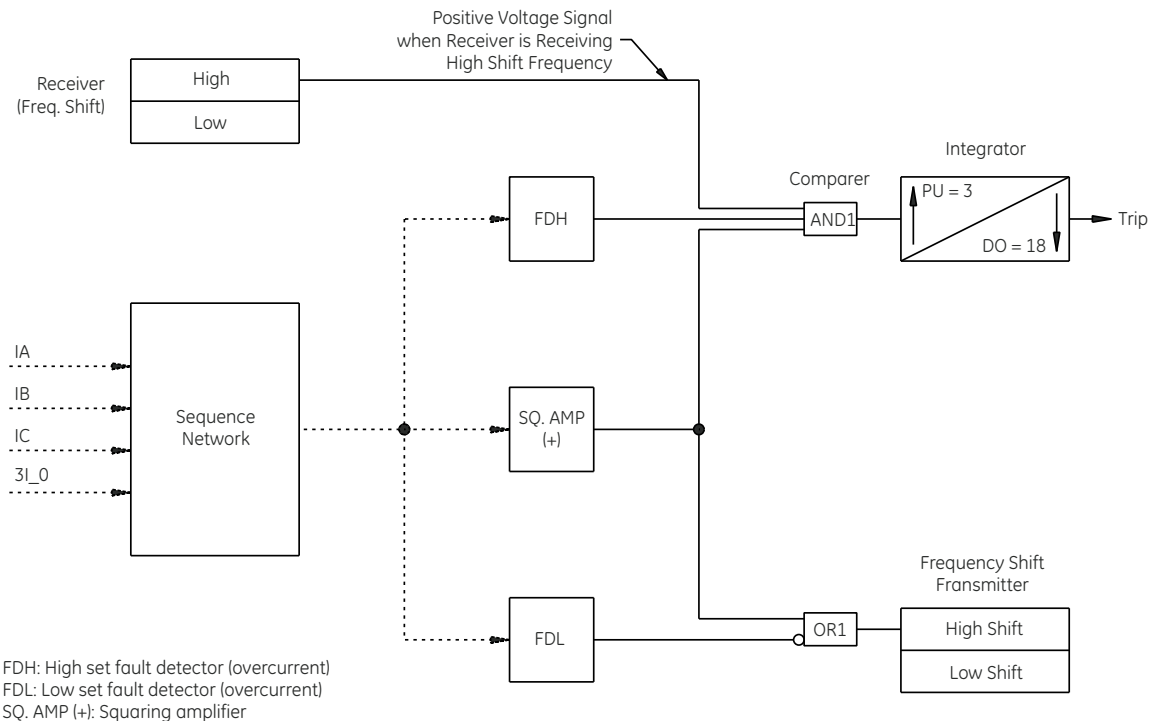 Positive Voltage Signal
when Receiver is Receiving
High Shift Frequency
Receiver
(Freq. Shift)
High
Low
Integrator
Comparer
PU = 3
FDH
AND1
Trip
DO = 18
IA
IB
IC
3I_0
Sequence
Network
SQ. AMP
(+)
Frequency Shift
Fransmitter
FDL
OR1
High Shift
Low Shift
FDH: High set fault detector (overcurrent)
FDL: Low set fault detector (overcurrent)
SQ. AMP (+): Squaring amplifier